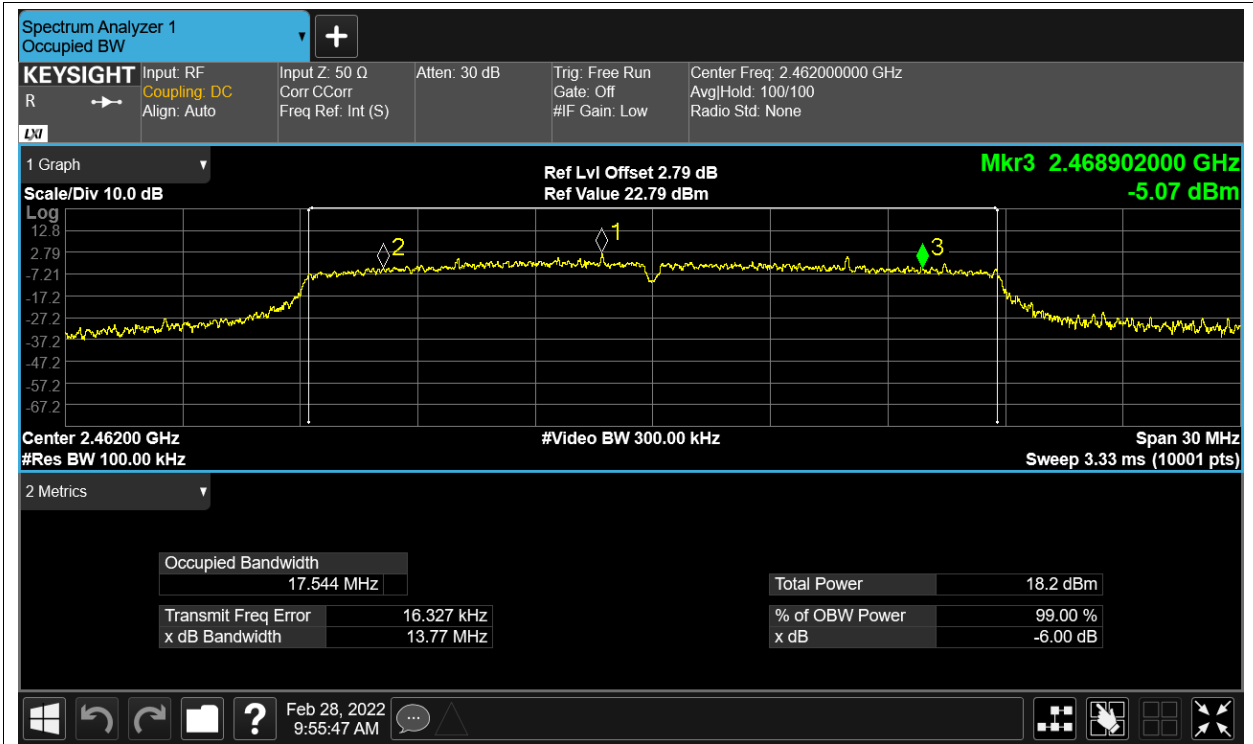 Spectrum Analyzer 1
Occupied BW
KEYSIGHT
R
LXI
Input: RF
Coupling: DC
Align: Auto
Input Z: 50 Ω
Corr CCorr
Freq Ref: Int (S)
Atten: 30 dB
Trig: Free Run
Gate: Off
#IF Gain: Low
Center Freq: 2.462000000 GHz
Avg|Hold: 100/100
Radio Std: None
1 Graph
Ref Lvl Offset 2.79 dB
Mkr3 2.468902000 GHz
Scale/Div 10.0 dB
Ref Value 22.79 dBm
-5.07 dBm
Log
12.8
2.79
-7.21
-17.2
-27.2
-37.2
-47.2
-57.2
-67.2
2
1
3
Center 2.46200 GHz
#Video BW 300.00 kHz
Span 30 MHz
#Res BW 100.00 kHz
Sweep 3.33 ms (10001 pts)
2 Metrics
Occupied Bandwidth
17.544 MHz
Total Power 18.2 dBm
Transmit Freq Error 16.327 kHz
% of OBW Power 99.00 %
x dB Bandwidth 13.77 MHz
x dB -6.00 dB
?
Feb 28, 2022
9:55:47 AM